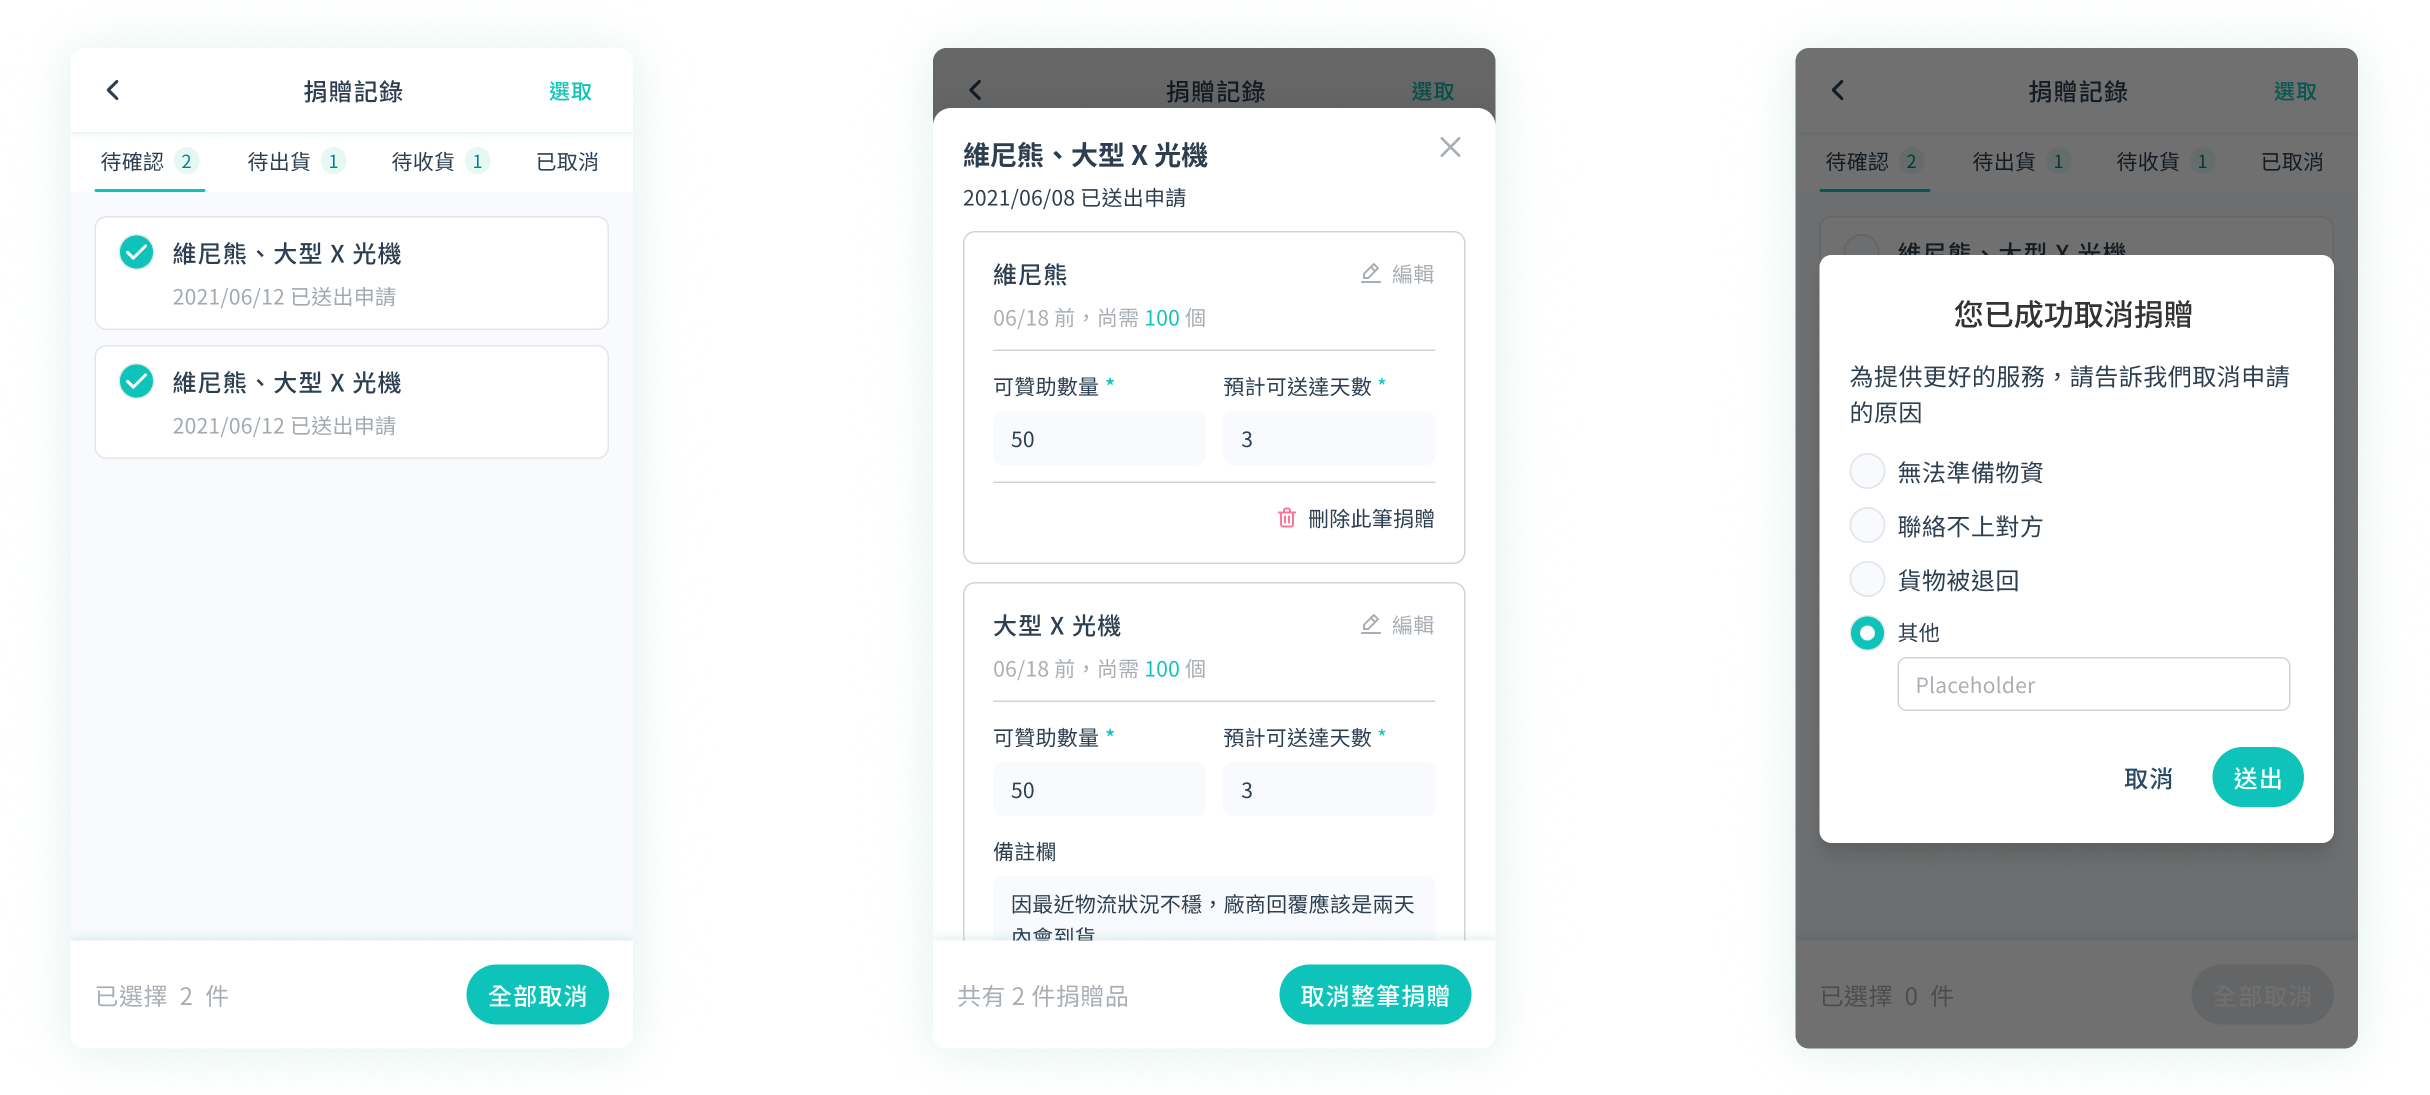 捐贈記錄
選取
待確認 2
待出貨 1
待收貨 1
已取消
維尼熊、大型 X 光機
2021/06/12 已送出申請
維尼熊、大型 X 光機
2021/06/12 已送出申請
已選擇 2 件
全部取消
捐贈記錄
選取
維尼熊、大型 X 光機
2021/06/08 已送出申請
維尼熊
編輯
06/18 前，尚需 100 個
可贊助數量 *
預計可送達天數 *
50
3
刪除此筆捐贈
大型 X 光機
編輯
06/18 前，尚需 100 個
可贊助數量 *
預計可送達天數 *
50
3
備註欄
因最近物流狀況不穩，廠商回覆應該是兩天
內會到貨
共有 2 件捐贈品
取消整筆捐贈
捐贈記錄
選取
待確認 2
待出貨 1
待收貨 1
已取消
維尼熊、大型 X 光機
您已成功取消捐贈
為提供更好的服務，請告訴我們取消申請
的原因
無法準備物資
聯絡不上對方
貨物被退回
其他
Placeholder
取消
送出
已選擇 0 件
全部取消